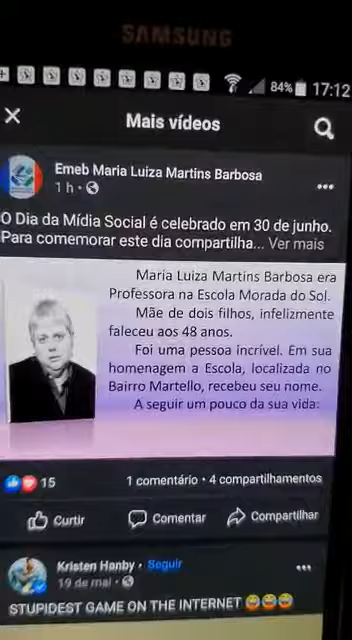 SAMSUNG
84% 17:12
Mais vídeos
Emeb Maria Luiza Martins Barbosa
1 h
O Dia da Mídia Social é celebrado em 30 de junho.
Para comemorar este dia compartilha... Ver mais
Maria Luiza Martins Barbosa era
Professora na Escola Morada do Sol.
Mãe de dois filhos, infelizmente
faleceu aos 48 anos.
Foi uma pessoa incrível. Em sua
homenagem a Escola, localizada no
Bairro Martello, recebeu seu nome.
A seguir um pouco da sua vida:
15 1 comentário • 4 compartilhamentos
Curtir Comentar Compartilhar
Kristen Hanby • Seguir
19 de mai
STUPIDEST GAME ON THE INTERNET 😂😂😂